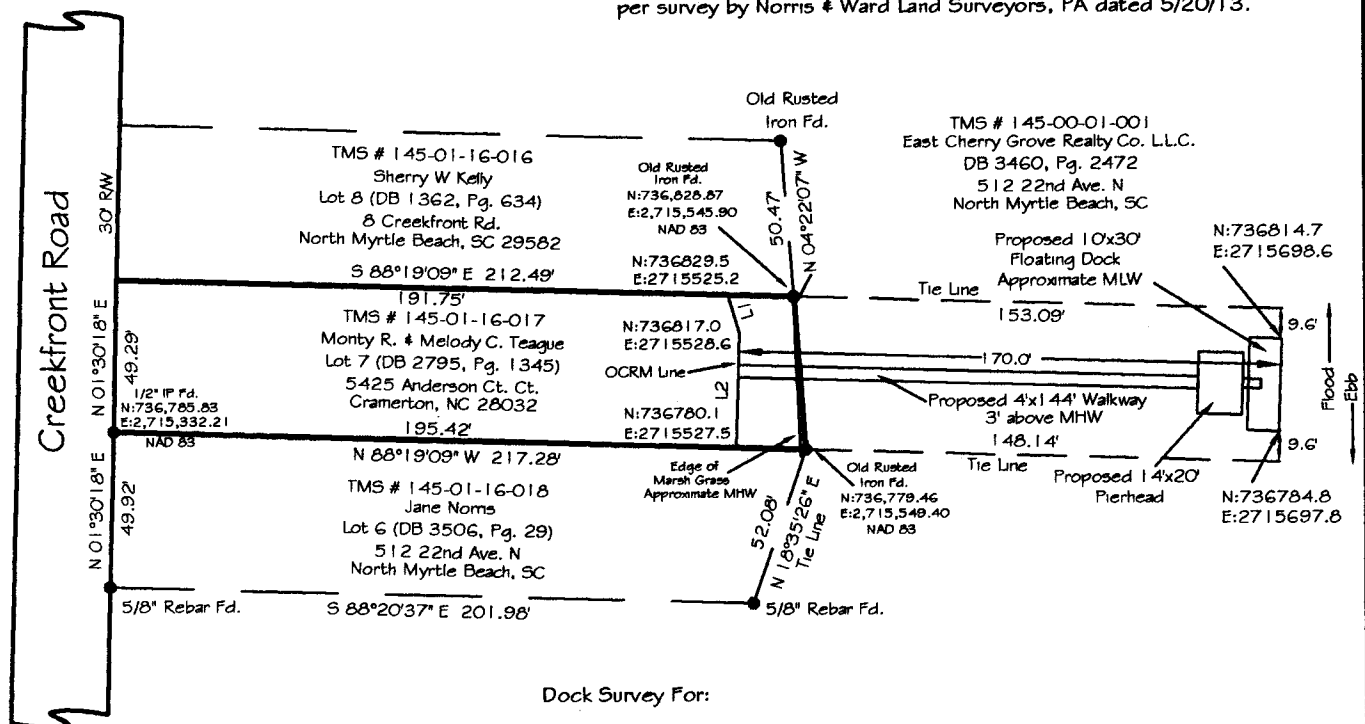 per survey by Norris & Ward Land Surveyors, PA dated 5/20/13.
Creekfront Road
30' R/W
N 01°30'18" E
49.29'
N 01°30'18" E
49.92'
TMS # 145-01-16-016
Sherry W Kelly
Lot 8 (DB 1362, Pg. 634)
8 Creekfront Rd.
North Myrtle Beach, SC 29582
S 88°19'09" E 212.49'
191.75'
TMS # 145-01-16-017
Monty R. & Melody C. Teague
Lot 7 (DB 2795, Pg. 1345)
5425 Anderson Ct. Ct.
Cramerton, NC 28032
195.42'
N 88°19'09" W 217.28'
TMS # 145-01-16-018
Jane Norris
Lot 6 (DB 3506, Pg. 29)
512 22nd Ave. N
North Myrtle Beach, SC
S 88°20'37" E 201.98'
1/2" IP Fd.
N:736,785.83
E:2,715,332.21
NAD 83
5/8" Rebar Fd.
Old Rusted
Iron Fd.
Old Rusted
Iron Fd.
N:736,828.87
E:2,715,545.90
NAD 83
50.47'
N 04°22'07" W
N:736829.5
E:2715525.2
L1
N:736817.0
E:2715528.6
OCRM Line
L2
N:736780.1
E:2715527.5
Edge of
Marsh Grass
Approximate MHW
Old Rusted
Iron Fd.
N:736,779.46
E:2,715,549.40
NAD 83
52.08'
N 18°35'26" E
Tie Line
5/8" Rebar Fd.
TMS # 145-00-01-001
East Cherry Grove Realty Co. L.L.C.
DB 3460, Pg. 2472
512 22nd Ave. N
North Myrtle Beach, SC
Proposed 10'x30'
Floating Dock
Approximate MLW
N:736814.7
E:2715698.6
Tie Line
153.09'
9.6'
170.0'
Proposed 4'x144' Walkway
3' above MHW
148.14'
Tie Line
Proposed 14'x20'
Pierhead
9.6'
N:736784.8
E:2715697.8
Flood
Ebb
Dock Survey For: